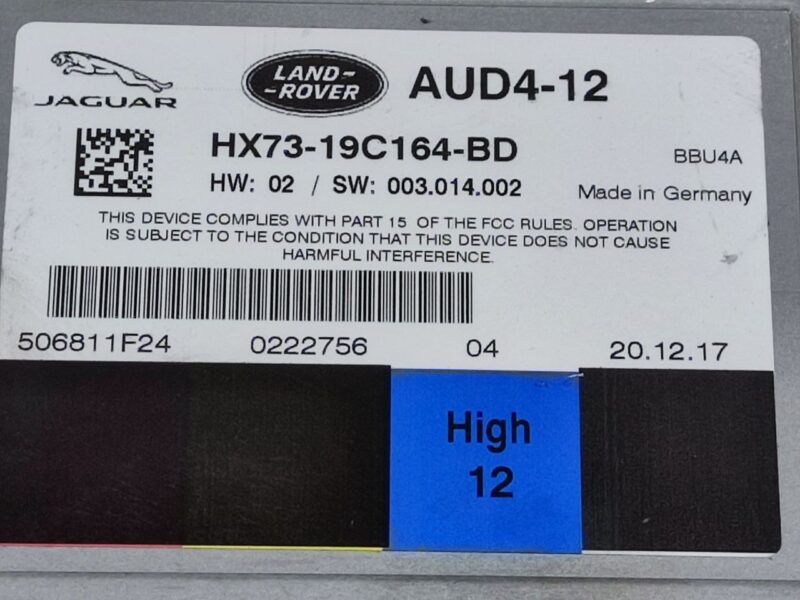 JAGUAR
LAND-
-ROVER
AUD4-12
HX73-19C164-BD
BBU4A
HW: 02 / SW: 003.014.002
Made in Germany
THIS DEVICE COMPLIES WITH PART 15 OF THE FCC RULES. OPERATION
IS SUBJECT TO THE CONDITION THAT THIS DEVICE DOES NOT CAUSE
HARMFUL INTERFERENCE.
506811F24 0222756 04 20.12.17
High
12